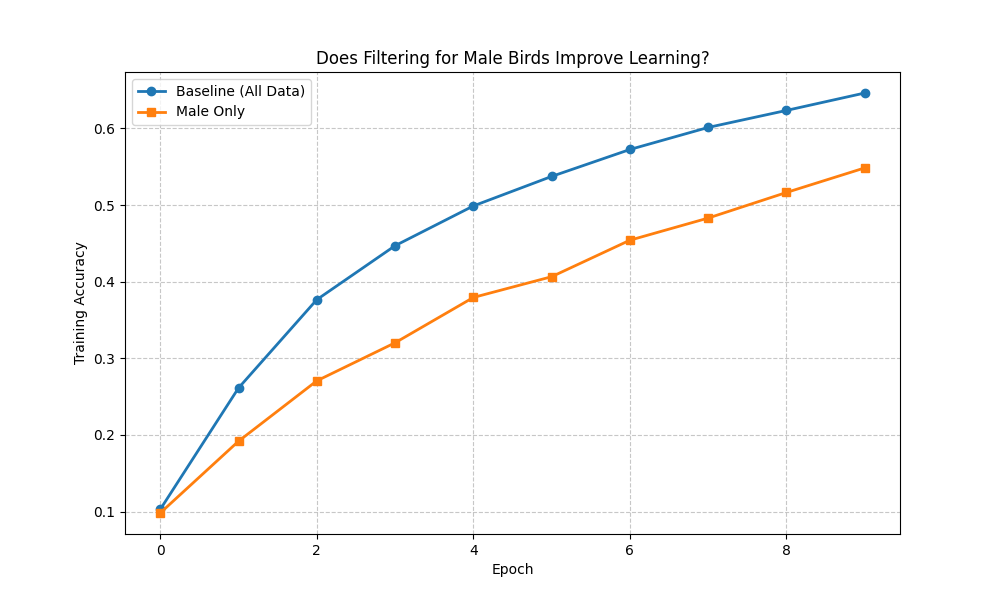 Does Filtering for Male Birds Improve Learning?
Baseline (All Data)
Male Only
0.6
0.5
0.4
0.3
0.2
0.1
Training Accuracy
0 2 4 6 8
Epoch